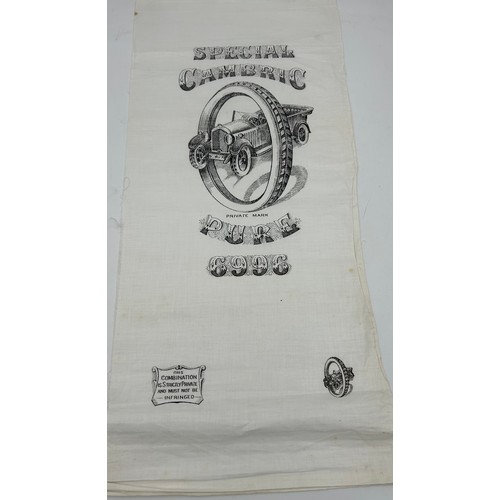 SPECIAL
CAMBRIC
PRIVATE MARK
PURE
6996
THIS
COMBINATION
IS STRICTLY PRIVATE
AND MUST NOT BE
INFRINGED